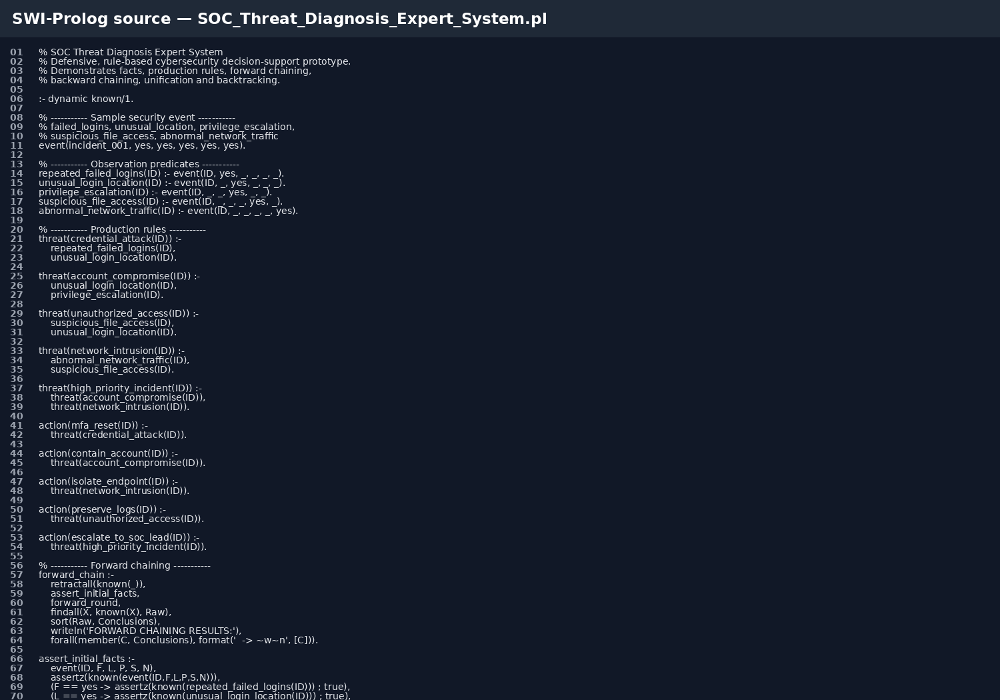 SWI-Prolog source — SOC_Threat_Diagnosis_Expert_System.pl
01 % SOC Threat Diagnosis Expert System
02 % Defensive, rule-based cybersecurity decision-support prototype.
03 % Demonstrates facts, production rules, forward chaining,
04 % backward chaining, unification and backtracking.
05
06 :- dynamic known/1.
07
08 % ----------- Sample security event -----------
09 % failed_logins, unusual_location, privilege_escalation,
10 % suspicious_file_access, abnormal_network_traffic
11 event(incident_001, yes, yes, yes, yes, yes).
12
13 % ----------- Observation predicates -----------
14 repeated_failed_logins(ID) :- event(ID, yes, _, _, _, _).
15 unusual_login_location(ID) :- event(ID, _, yes, _, _, _).
16 privilege_escalation(ID) :- event(ID, _, _, yes, _, _).
17 suspicious_file_access(ID) :- event(ID, _, _, _, yes, _).
18 abnormal_network_traffic(ID) :- event(ID, _, _, _, _, yes).
19
20 % ----------- Production rules -----------
21 threat(credential_attack(ID)) :-
22     repeated_failed_logins(ID),
23     unusual_login_location(ID).
24
25 threat(account_compromise(ID)) :-
26     unusual_login_location(ID),
27     privilege_escalation(ID).
28
29 threat(unauthorized_access(ID)) :-
30     suspicious_file_access(ID),
31     unusual_login_location(ID).
32
33 threat(network_intrusion(ID)) :-
34     abnormal_network_traffic(ID),
35     suspicious_file_access(ID).
36
37 threat(high_priority_incident(ID)) :-
38     threat(account_compromise(ID)),
39     threat(network_intrusion(ID)).
40
41 action(mfa_reset(ID)) :-
42     threat(credential_attack(ID)).
43
44 action(contain_account(ID)) :-
45     threat(account_compromise(ID)).
46
47 action(isolate_endpoint(ID)) :-
48     threat(network_intrusion(ID)).
49
50 action(preserve_logs(ID)) :-
51     threat(unauthorized_access(ID)).
52
53 action(escalate_to_soc_lead(ID)) :-
54     threat(high_priority_incident(ID)).
55
56 % ----------- Forward chaining -----------
57 forward_chain :-
58     retractall(known(_)),
59     assert_initial_facts,
60     forward_round,
61     findall(X, known(X), Raw),
62     sort(Raw, Conclusions),
63     writeln('FORWARD CHAINING RESULTS:'),
64     forall(member(C, Conclusions), format('  -> ~w~n', [C])).
65
66 assert_initial_facts :-
67     event(ID, F, L, P, S, N),
68     assertz(known(event(ID,F,L,P,S,N))),
69     (F == yes -> assertz(known(repeated_failed_logins(ID))) ; true),
70     (L == yes -> assertz(known(unusual_login_location(ID))) ; true),